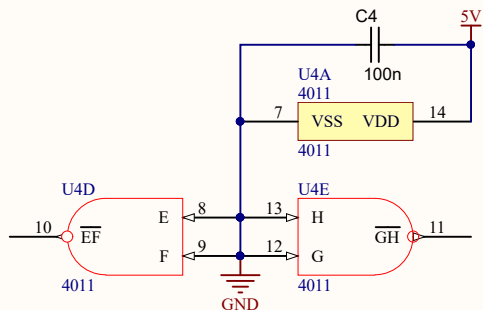 C4
5V
100n
U4A
4011
7 VSS VDD 14
4011
U4D U4E
10 EF E 8 13 H GH 11
F 9 12 G
4011 4011
GND